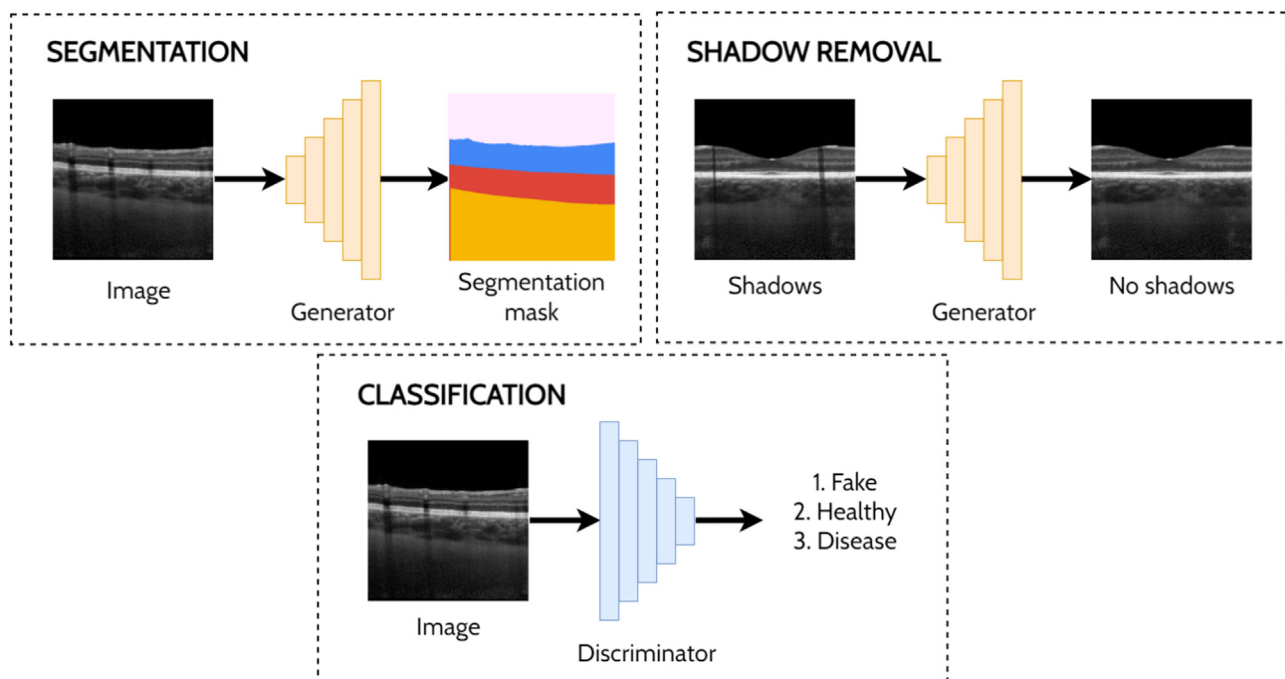 SEGMENTATION
Image
Generator
Segmentation
mask
SHADOW REMOVAL
Shadows
Generator
No shadows
CLASSIFICATION
Image
Discriminator
1. Fake
2. Healthy
3. Disease